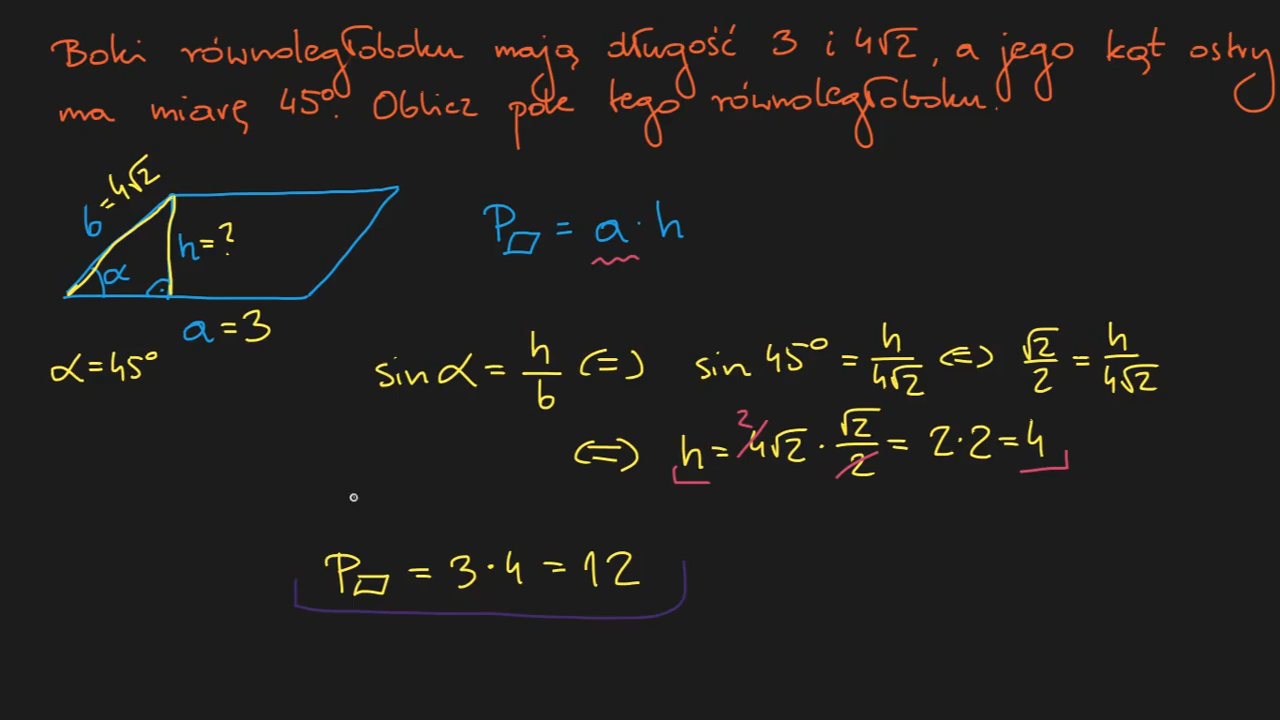 Boki równoległoboku mają długość 3 i 4√2, a jego kąt ostry
ma miarę 45°. Oblicz pole tego równoległoboku.
b = 4√2
h = ?
α
a = 3
α = 45°
P▱ = a · h
sin α = h/b (=) sin 45° = h/4√2 (=) √2/2 = h/4√2
(=) h = 2 4√2 · √2/2 = 2 · 2 = 4
P▱ = 3 · 4 = 12